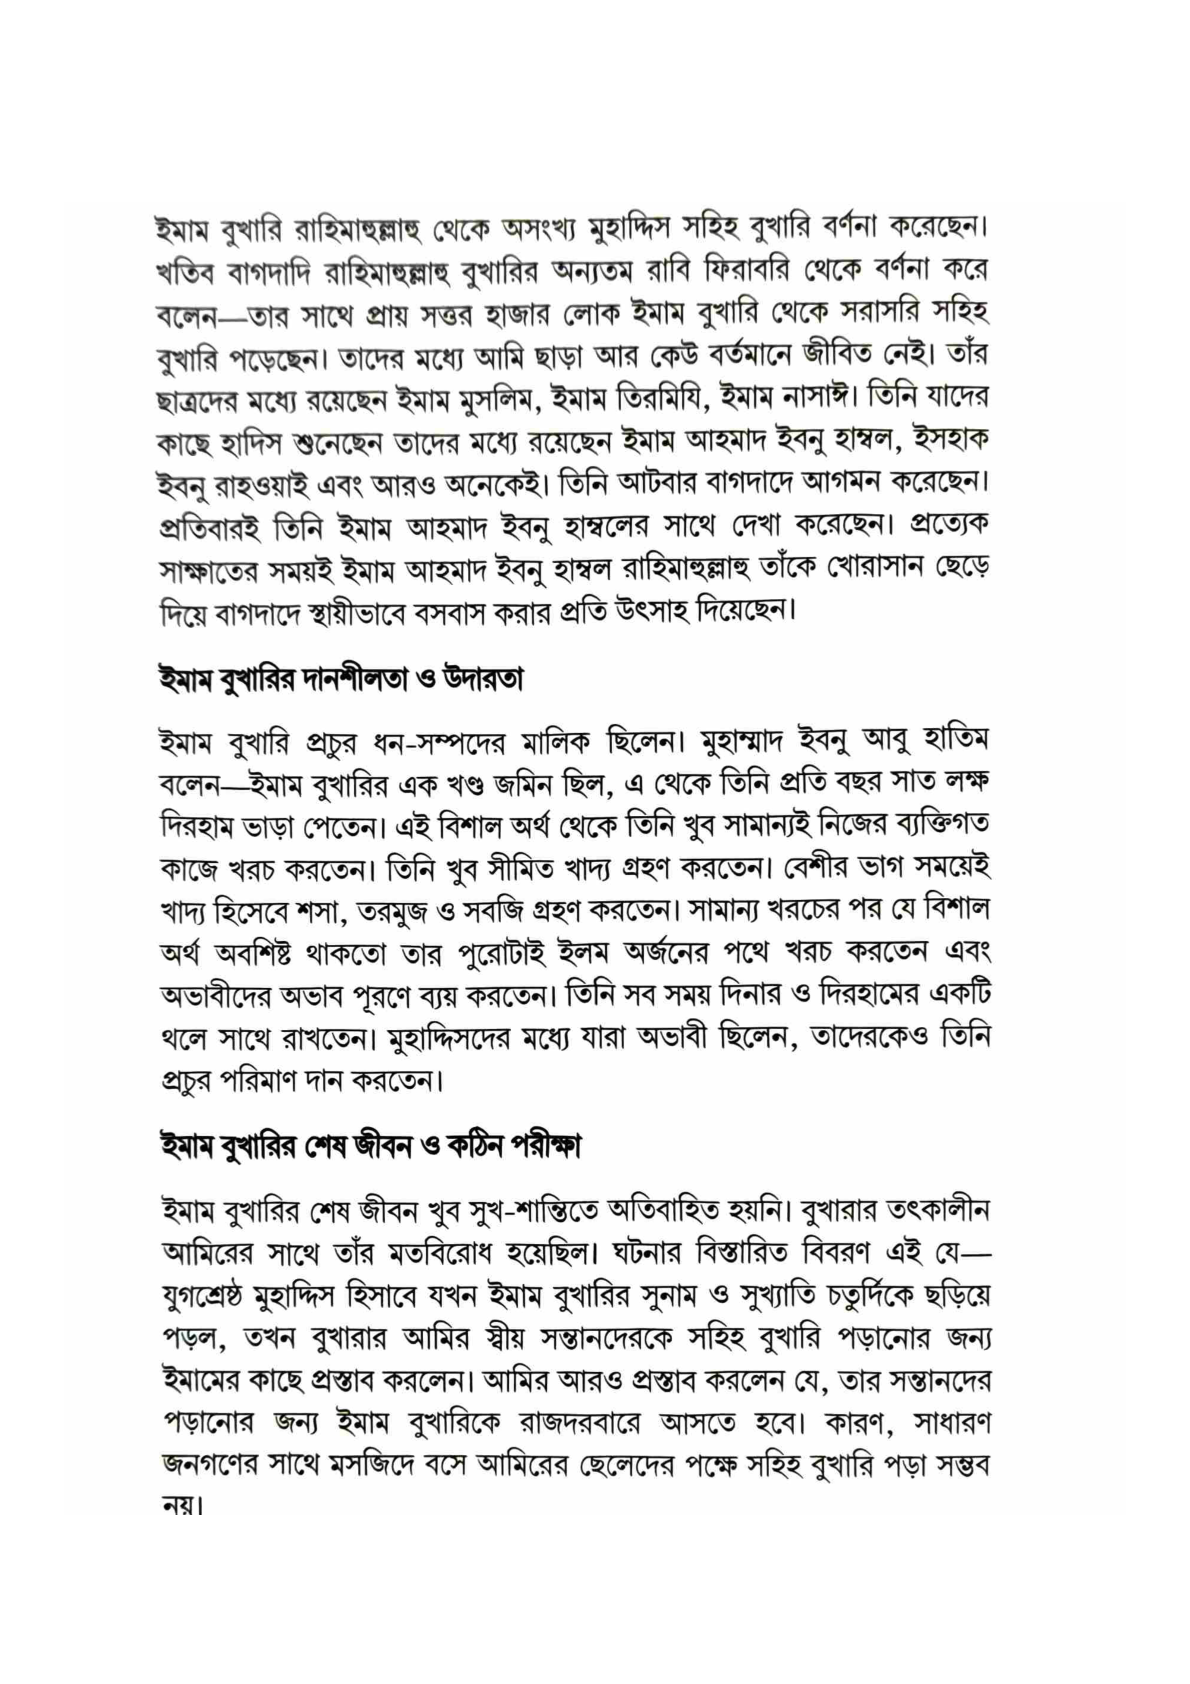 ইমাম বুখারি রাহিমাহুল্লাহু থেকে অসংখ্য মুহাদ্দিস সহিহ বুখারি বর্ণনা করেছেন।
খতিব বাগদাদি রাহিমাহুল্লাহু বুখারির অন্যতম রাবি ফিরাবরি থেকে বর্ণনা করে
বলেন—তার সাথে প্রায় সত্তর হাজার লোক ইমাম বুখারি থেকে সরাসরি সহিহ
বুখারি পড়েছেন। তাদের মধ্যে আমি ছাড়া আর কেউ বর্তমানে জীবিত নেই। তাঁর
ছাত্রদের মধ্যে রয়েছেন ইমাম মুসলিম, ইমাম তিরমিযি, ইমাম নাসাঈ। তিনি যাদের
কাছে হাদিস শুনেছেন তাদের মধ্যে রয়েছেন ইমাম আহমাদ ইবনু হাম্বল, ইসহাক
ইবনু রাহওয়াই এবং আরও অনেকেই। তিনি আটবার বাগদাদে আগমন করেছেন।
প্রতিবারই তিনি ইমাম আহমাদ ইবনু হাম্বলের সাথে দেখা করেছেন। প্রত্যেক
সাক্ষাতের সময়ই ইমাম আহমাদ ইবনু হাম্বল রাহিমাহুল্লাহু তাঁকে খোরাসান ছেড়ে
দিয়ে বাগদাদে স্থায়ীভাবে বসবাস করার প্রতি উৎসাহ দিয়েছেন।
ইমাম বুখারির দানশীলতা ও উদারতা
ইমাম বুখারি প্রচুর ধন-সম্পদের মালিক ছিলেন। মুহাম্মাদ ইবনু আবু হাতিম
বলেন—ইমাম বুখারির এক খণ্ড জমিন ছিল, এ থেকে তিনি প্রতি বছর সাত লক্ষ
দিরহাম ভাড়া পেতেন। এই বিশাল অর্থ থেকে তিনি খুব সামান্যই নিজের ব্যক্তিগত
কাজে খরচ করতেন। তিনি খুব সীমিত খাদ্য গ্রহণ করতেন। বেশীর ভাগ সময়েই
খাদ্য হিসেবে শসা, তরমুজ ও সবজি গ্রহণ করতেন। সামান্য খরচের পর যে বিশাল
অর্থ অবশিষ্ট থাকতো তার পুরোটাই ইলম অর্জনের পথে খরচ করতেন এবং
অভাবীদের অভাব পূরণে ব্যয় করতেন। তিনি সব সময় দিনার ও দিরহামের একটি
থলে সাথে রাখতেন। মুহাদ্দিসদের মধ্যে যারা অভাবী ছিলেন, তাদেরকেও তিনি
প্রচুর পরিমাণ দান করতেন।
ইমাম বুখারির শেষ জীবন ও কঠিন পরীক্ষা
ইমাম বুখারির শেষ জীবন খুব সুখ-শান্তিতে অতিবাহিত হয়নি। বুখারার তৎকালীন
আমিরের সাথে তাঁর মতবিরোধ হয়েছিল। ঘটনার বিস্তারিত বিবরণ এই যে—
যুগশ্রেষ্ঠ মুহাদ্দিস হিসাবে যখন ইমাম বুখারির সুনাম ও সুখ্যাতি চতুর্দিকে ছড়িয়ে
পড়ল, তখন বুখারার আমির স্বীয় সন্তানদেরকে সহিহ বুখারি পড়ানোর জন্য
ইমামের কাছে প্রস্তাব করলেন। আমির আরও প্রস্তাব করলেন যে, তার সন্তানদের
পড়ানোর জন্য ইমাম বুখারিকে রাজদরবারে আসতে হবে। কারণ, সাধারণ
জনগণের সাথে মসজিদে বসে আমিরের ছেলেদের পক্ষে সহিহ বুখারি পড়া সম্ভব
নয়।